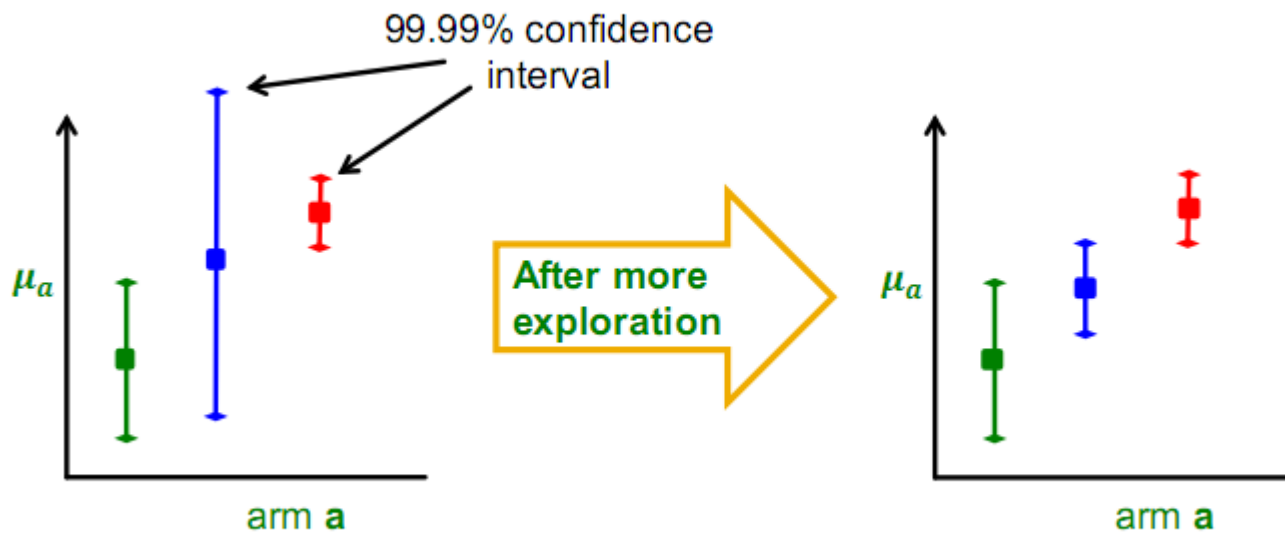 99.99% confidence
interval
μₐ
arm a
After more
exploration
μₐ
arm a